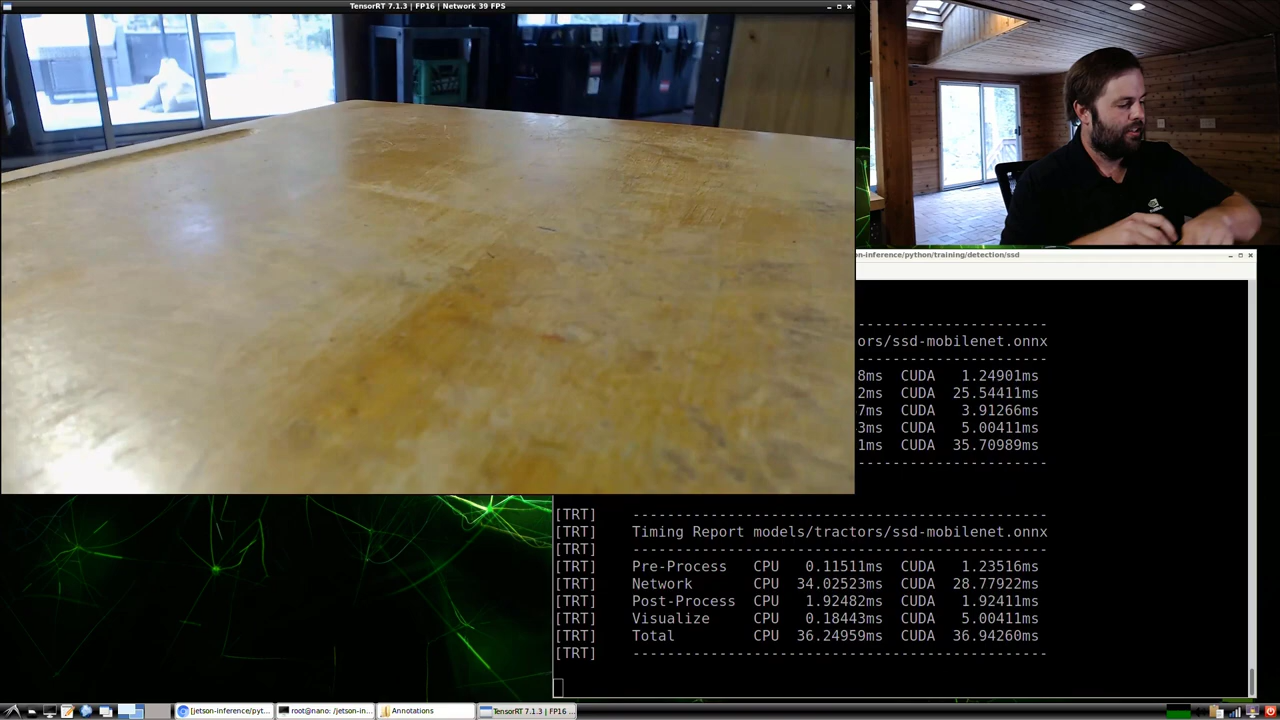 TensorRT 7.1.3 | FP16 | Network 39 FPS
on-inference/python/training/detection/ssd
---------------------
ors/ssd-mobilenet.onnx
---------------------
8ms CUDA 1.24901ms
2ms CUDA 25.54411ms
7ms CUDA 3.91266ms
3ms CUDA 5.00411ms
1ms CUDA 35.70989ms
---------------------
[TRT] ------------------------------------------------
[TRT] Timing Report models/tractors/ssd-mobilenet.onnx
[TRT] ------------------------------------------------
[TRT] Pre-Process CPU 0.11511ms CUDA 1.23516ms
[TRT] Network CPU 34.02523ms CUDA 28.77922ms
[TRT] Post-Process CPU 1.92482ms CUDA 1.92411ms
[TRT] Visualize CPU 0.18443ms CUDA 5.00411ms
[TRT] Total CPU 36.24959ms CUDA 36.94260ms
[TRT] ------------------------------------------------
[jetson-inference/pyt... root@nano: /jetson-in... Annotations TensorRT 7.1.3 | FP16 ...